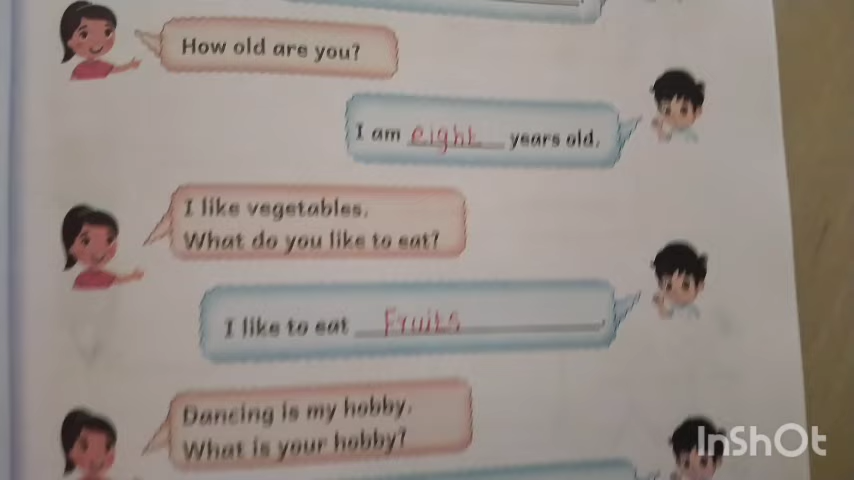 How old are you?
I am eight years old.
I like vegetables.
What do you like to eat?
I like to eat Fruits.
Dancing is my hobby.
What is your hobby?
InShOt